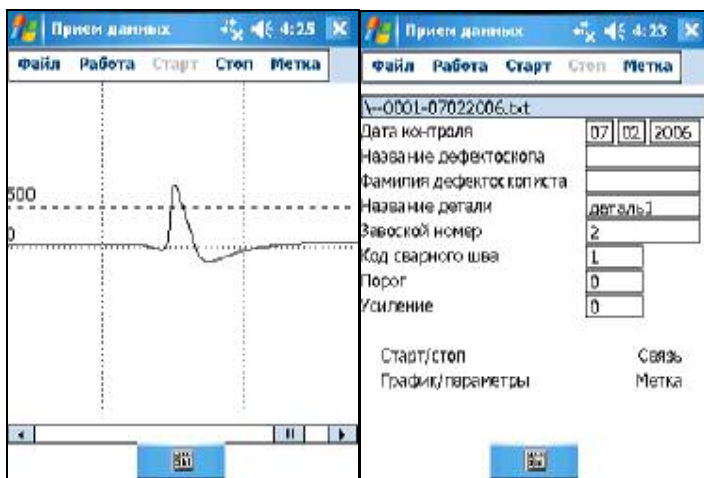 Прием данных 4:25
Файл Работа Старт Стоп Метка
500
0
Прием данных 4:23
Файл Работа Старт Стоп Метка
\--0001-07022006.txt
Дата контроля 07 02 2006
Название дефектоскопа
Фамилия дефектоскописта
Название детали деталь1
Завоской номер 2
Код сварного шва 1
Порог 0
Усиление 0
Старт/стоп Связь
График/параметры Метка